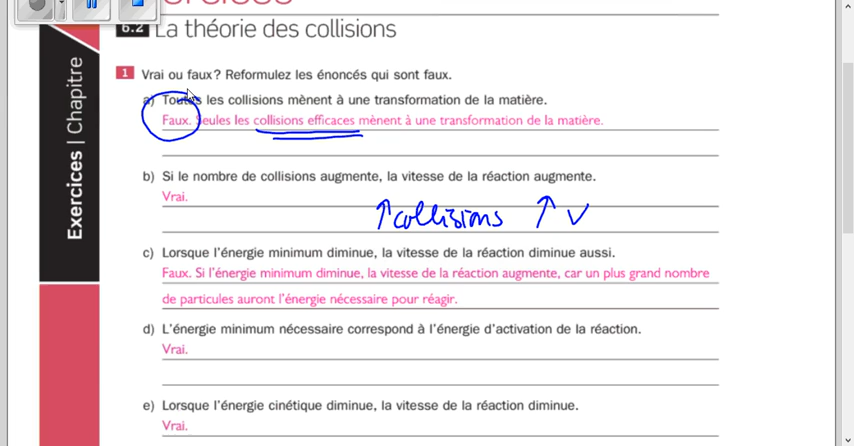 6.2 La théorie des collisions
Exercices | Chapitre
1 Vrai ou faux? Reformulez les énoncés qui sont faux.
a) Toutes les collisions mènent à une transformation de la matière.
Faux. Seules les collisions efficaces mènent à une transformation de la matière.
b) Si le nombre de collisions augmente, la vitesse de la réaction augmente.
Vrai.
↑ collisions ↑ v
c) Lorsque l'énergie minimum diminue, la vitesse de la réaction diminue aussi.
Faux. Si l'énergie minimum diminue, la vitesse de la réaction augmente, car un plus grand nombre
de particules auront l'énergie nécessaire pour réagir.
d) L'énergie minimum nécessaire correspond à l'énergie d'activation de la réaction.
Vrai.
e) Lorsque l'énergie cinétique diminue, la vitesse de la réaction diminue.
Vrai.